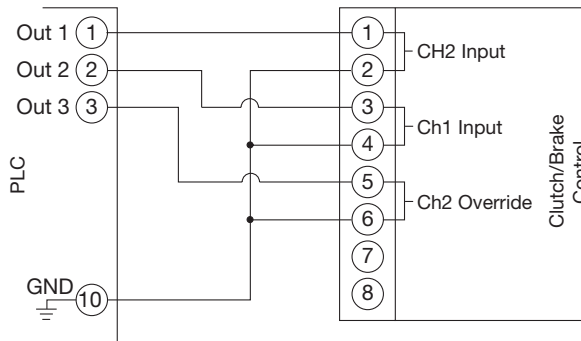 Out 1 1
Out 2 2
Out 3 3
PLC
GND 10
1
2
3
4
5
6
7
8
CH2 Input
Ch1 Input
Ch2 Override
Clutch/Brake
Control